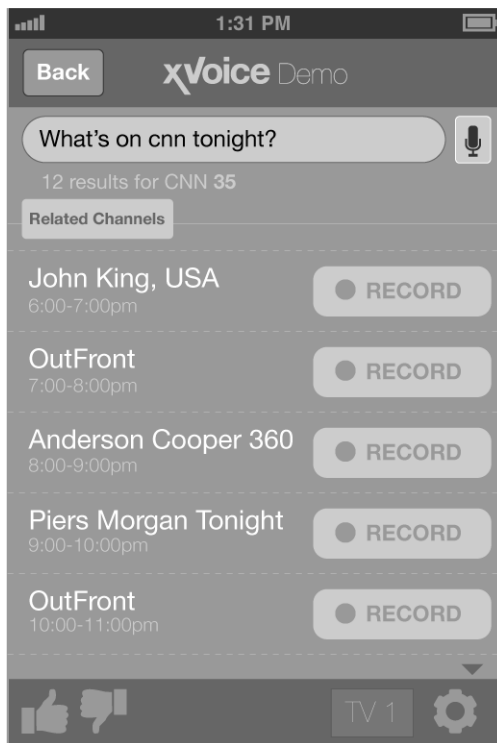 1:31 PM
Back
xVoice Demo
What's on cnn tonight?
12 results for CNN 35
Related Channels
John King, USA
6:00-7:00pm
RECORD
OutFront
7:00-8:00pm
RECORD
Anderson Cooper 360
8:00-9:00pm
RECORD
Piers Morgan Tonight
9:00-10:00pm
RECORD
OutFront
10:00-11:00pm
RECORD
TV 1